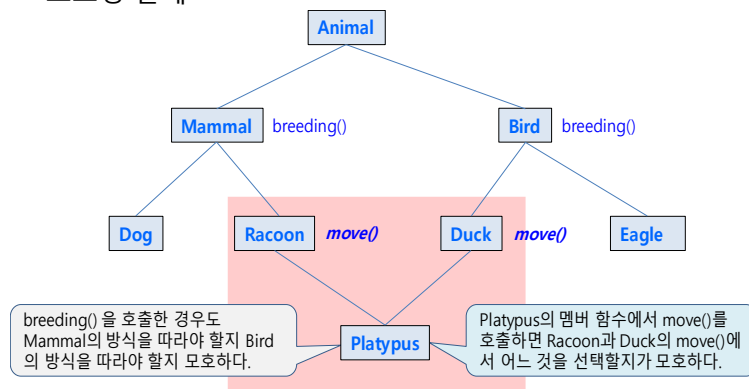 Animal
Mammal breeding() Bird breeding()
Dog Racoon move() Duck move() Eagle
breeding() 을 호출한 경우도
Mammal의 방식을 따라야 할지 Bird
의 방식을 따라야 할지 모호하다.
Platypus
Platypus의 멤버 함수에서 move()를
호출하면 Racoon과 Duck의 move()에
서 어느 것을 선택할지가 모호하다.